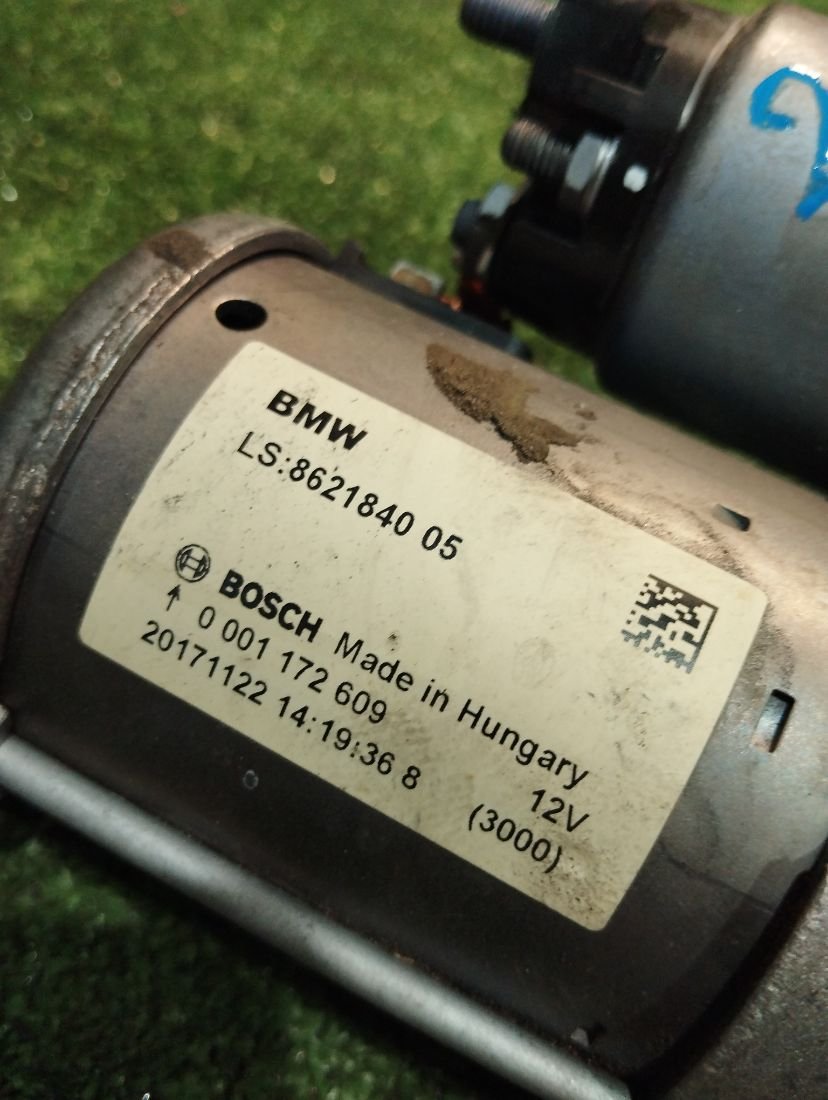 BMW
LS:8621840 05
BOSCH Made in Hungary
0 001 172 609 12V
20171122 14:19:36 8 (3000)